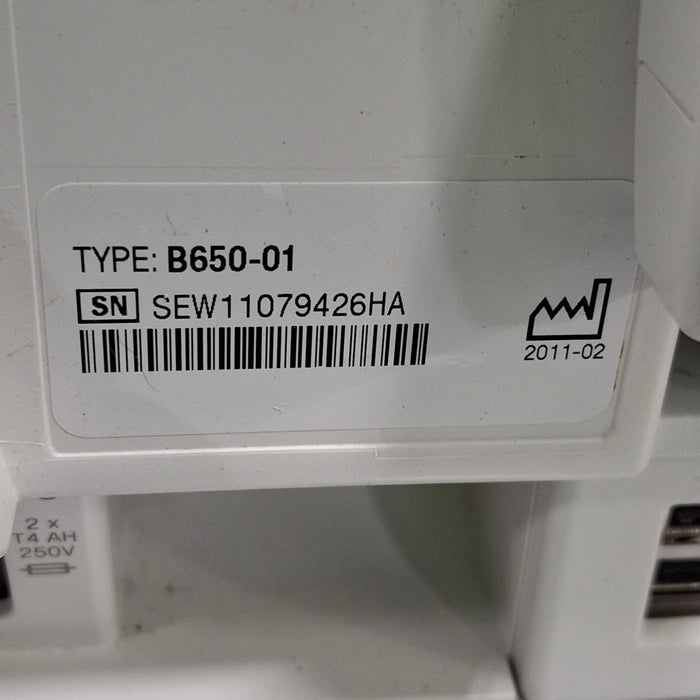 TYPE: B650-01
SN SEW11079426HA
2011-02
2 x
T4 AH
250V